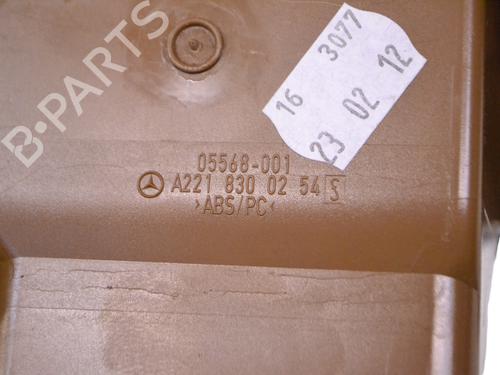 B-PARTS
16 3077
23 02 12
05568-001
A221 830 02 54 S
>ABS/PC<